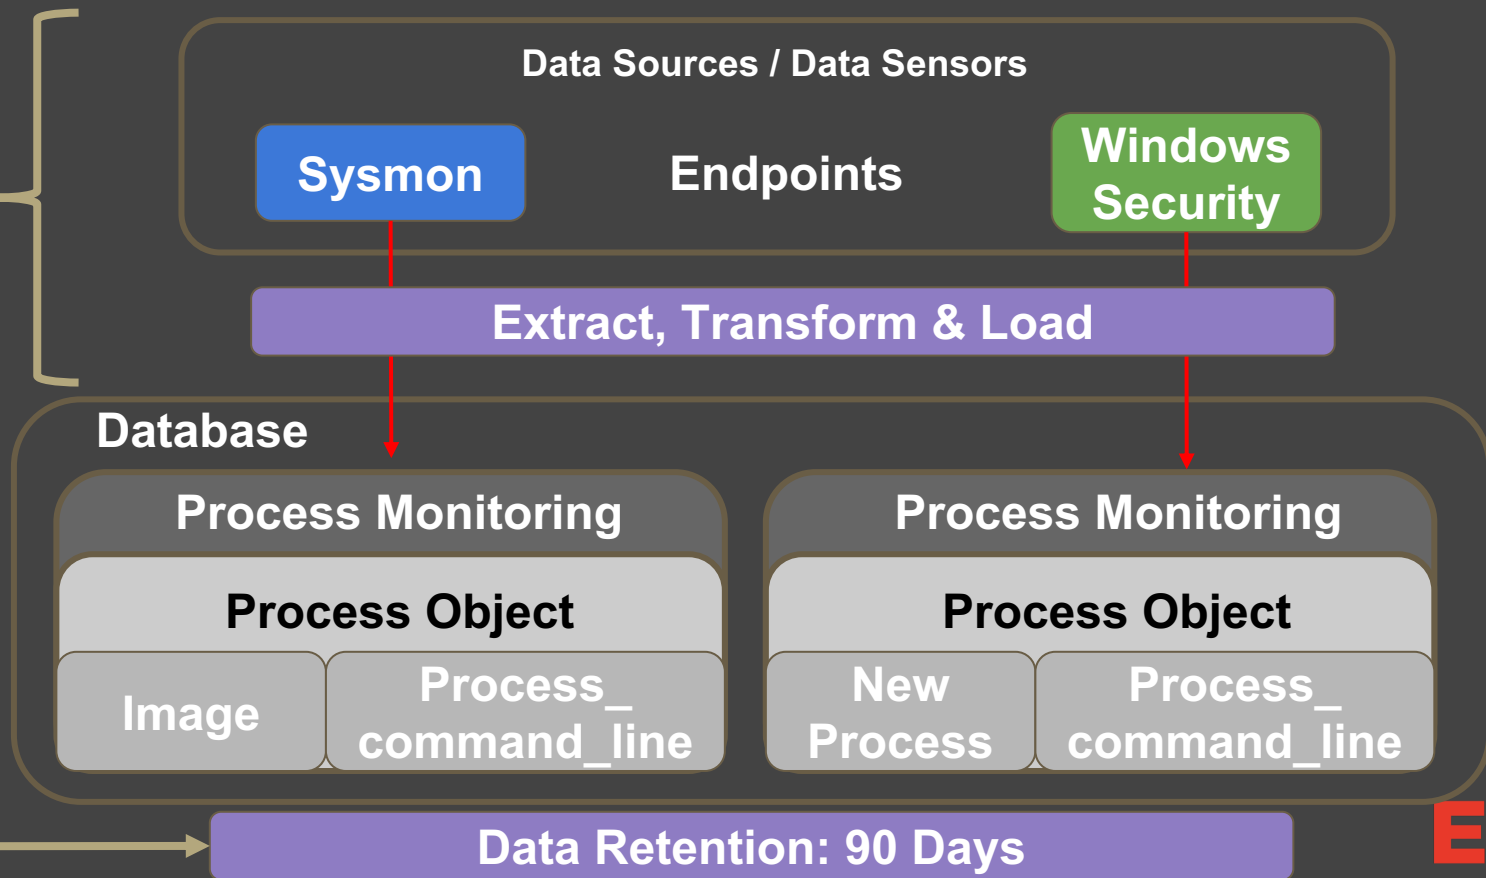 Data Sources / Data Sensors
Sysmon
Endpoints
Windows
Security
Extract, Transform & Load
Database
Process Monitoring
Process Object
Image
Process_
command_line
Process Monitoring
Process Object
New
Process
Process_
command_line
Data Retention: 90 Days
E